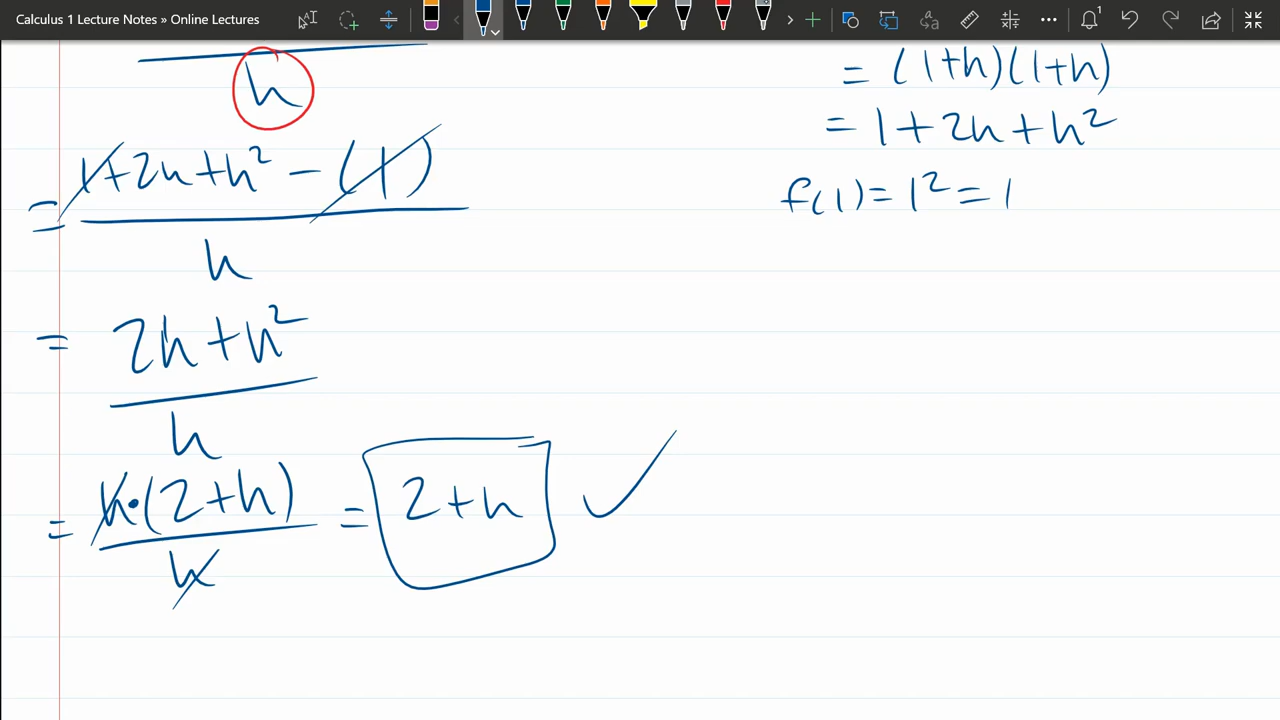 Calculus 1 Lecture Notes » Online Lectures
h
= 1+2h+h² - (1)
h
= 2h+h²
h
= h·(2+h) = 2+h ✓
h
= (1+h)(1+h)
= 1+2h+h²
f(1)=1²=1